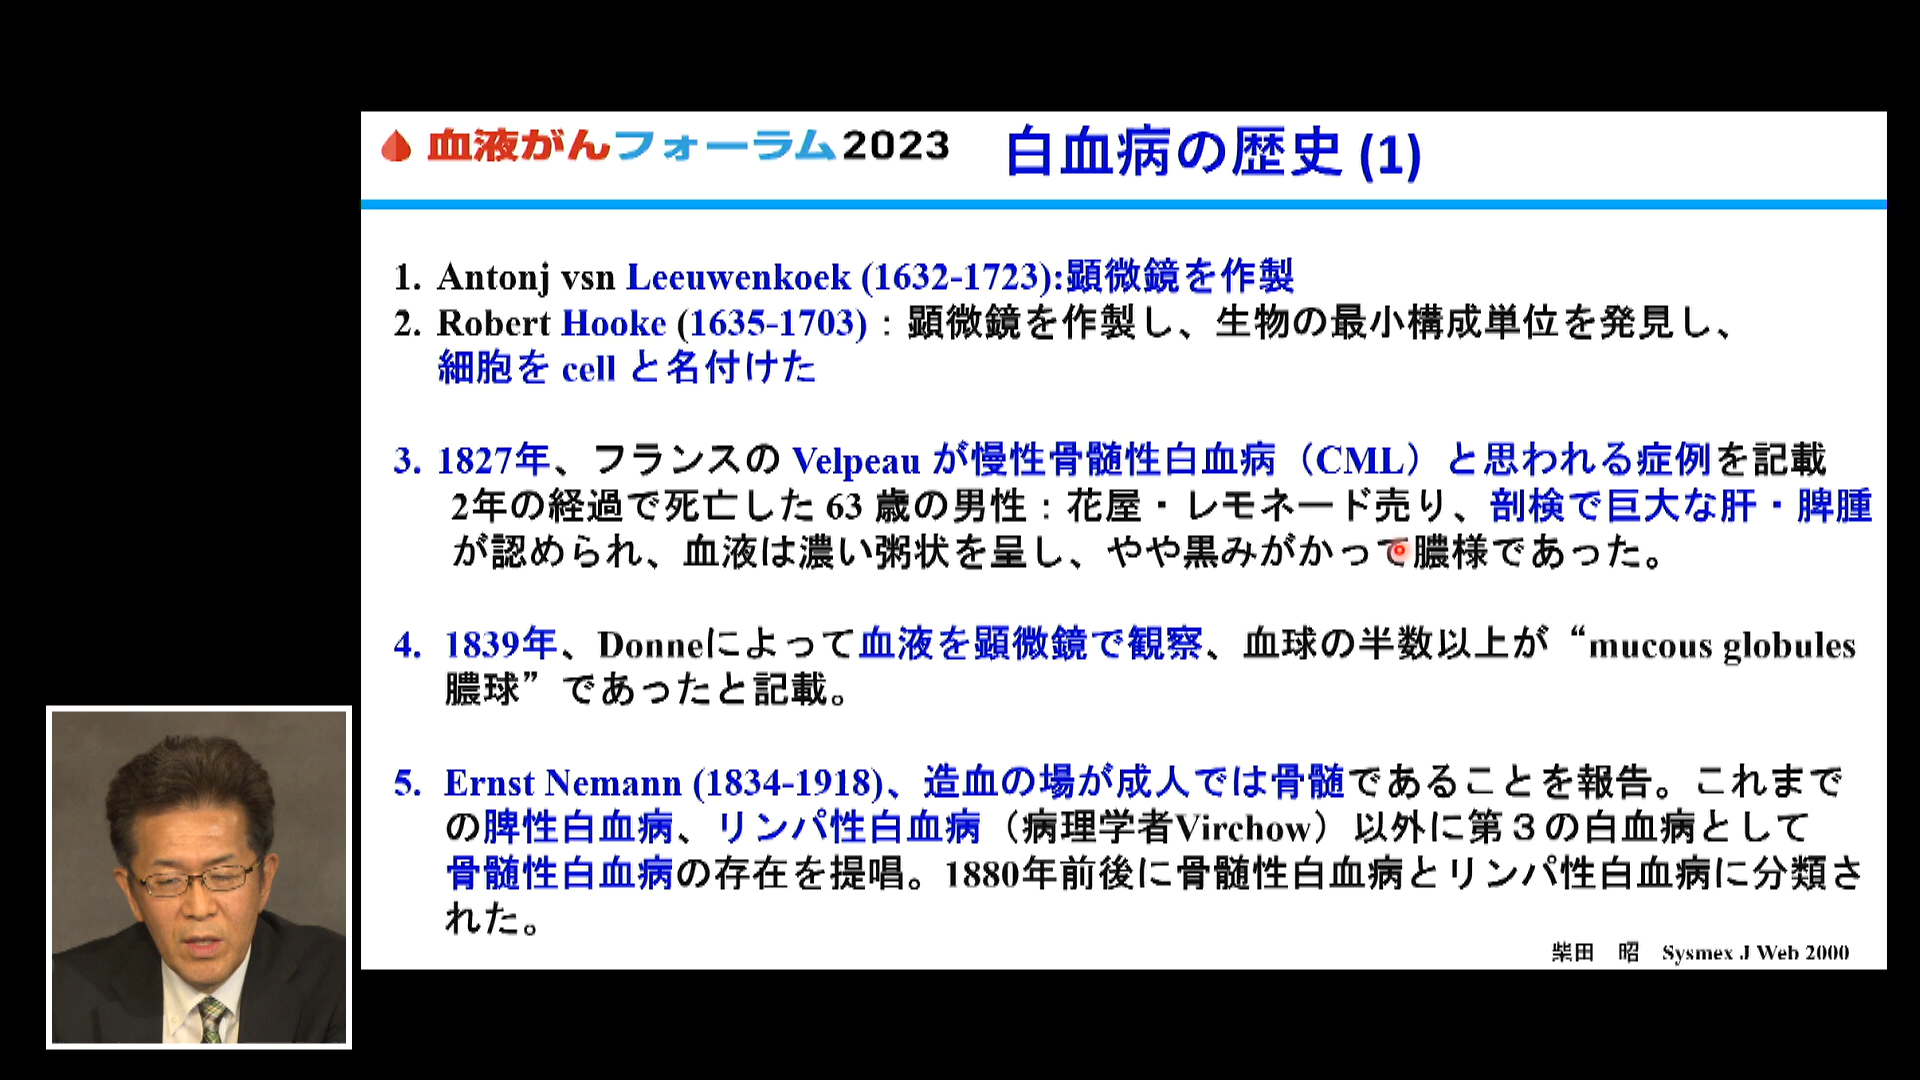 血液がんフォーラム2023
白血病の歴史 (1)
1. Antonj vsn Leeuwenkoek (1632-1723):顕微鏡を作製
2. Robert Hooke (1635-1703)：顕微鏡を作製し、生物の最小構成単位を発見し、
細胞を cell と名付けた
3. 1827年、フランスの Velpeau が慢性骨髄性白血病（CML）と思われる症例を記載
2年の経過で死亡した 63 歳の男性：花屋・レモネード売り、剖検で巨大な肝・脾腫
が認められ、血液は濃い粥状を呈し、やや黒みがかって膿様であった。
4. 1839年、Donneによって血液を顕微鏡で観察、血球の半数以上が“mucous globules
膿球”であったと記載。
5. Ernst Nemann (1834-1918)、造血の場が成人では骨髄であることを報告。これまで
の脾性白血病、リンパ性白血病（病理学者Virchow）以外に第３の白血病として
骨髄性白血病の存在を提唱。1880年前後に骨髄性白血病とリンパ性白血病に分類さ
れた。
柴田　昭　Sysmex J Web 2000